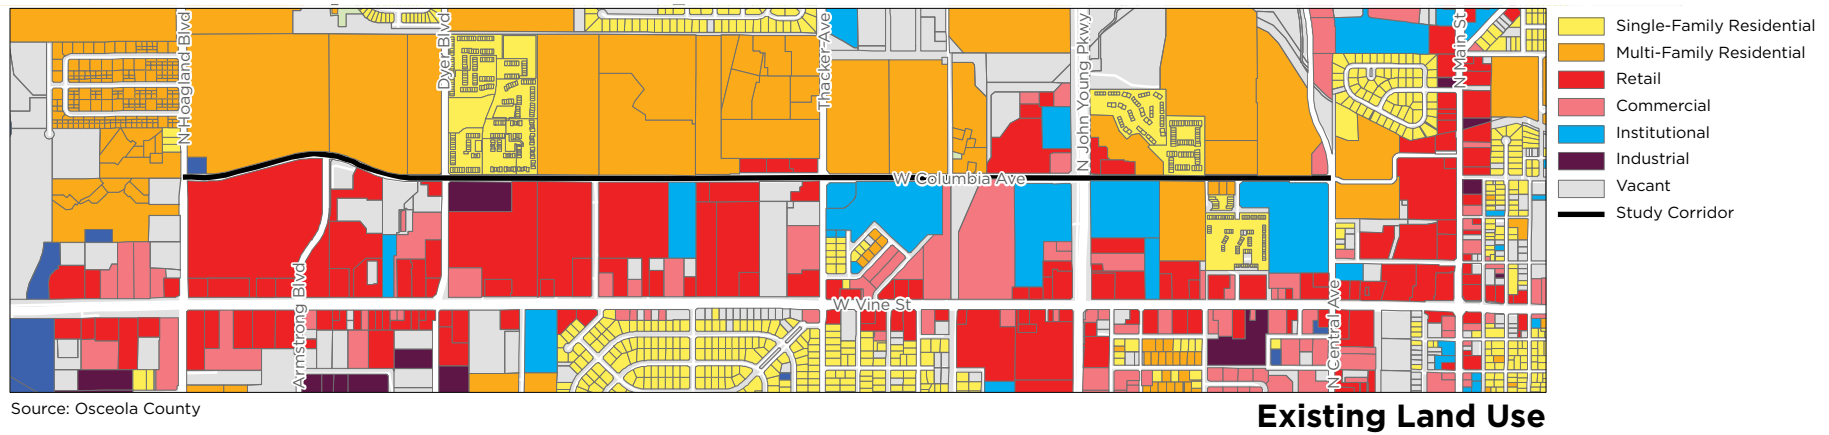 N Hoagland Blvd
Dyer Blvd
Thacker Ave
N John Young Pkwy
N Main St
W Columbia Ave
Armstrong Blvd
W Vine St
N Central Ave
Single-Family Residential
Multi-Family Residential
Retail
Commercial
Institutional
Industrial
Vacant
Study Corridor
Source: Osceola County
Existing Land Use